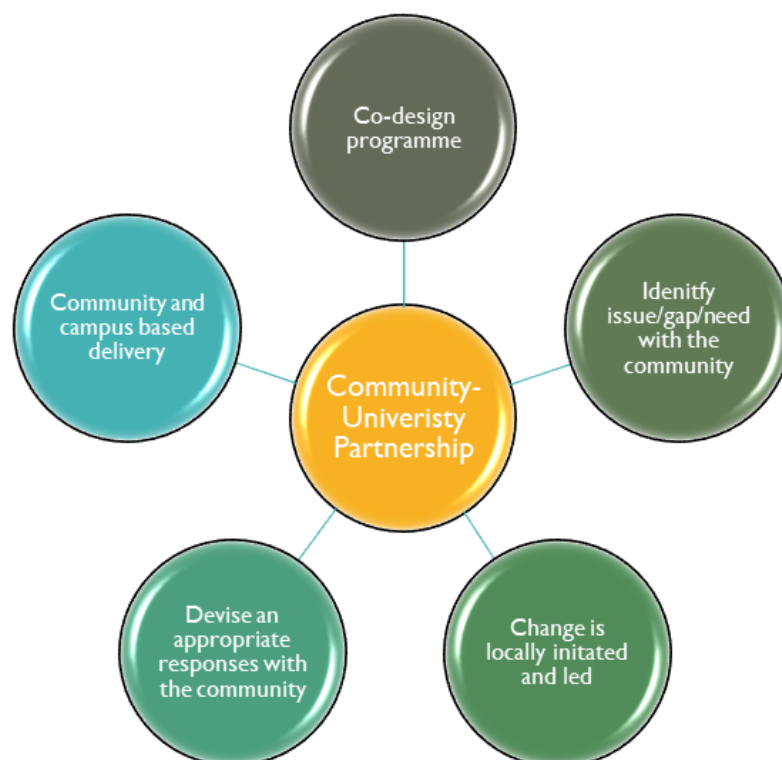 Co-design
programme
Idenitfy
issue/gap/need
with the
community
Community and
campus based
delivery
Community-
Univeristy
Partnership
Devise an
appropriate
responses with
the community
Change is
locally initated
and led